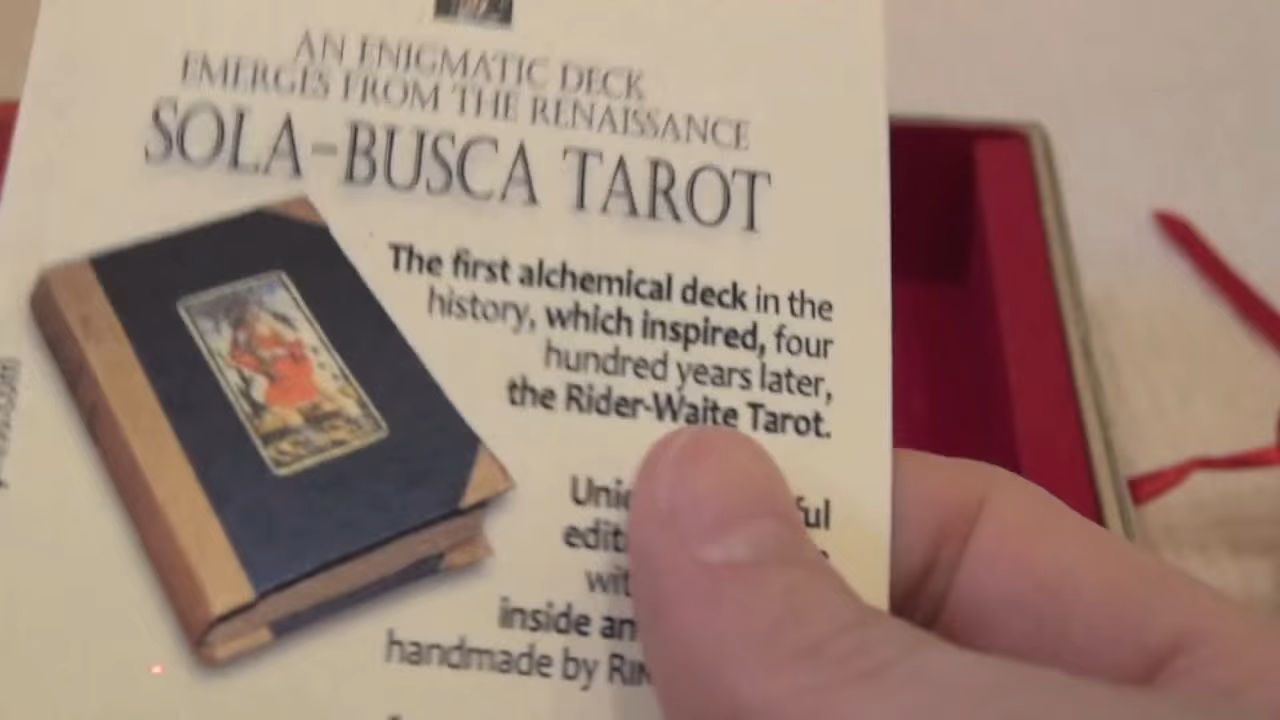 AN ENIGMATIC DECK
EMERGES FROM THE RENAISSANCE
SOLA-BUSCA TAROT
The first alchemical deck in the
history, which inspired, four
hundred years later,
the Rider-Waite Tarot.
inside an
handmade by